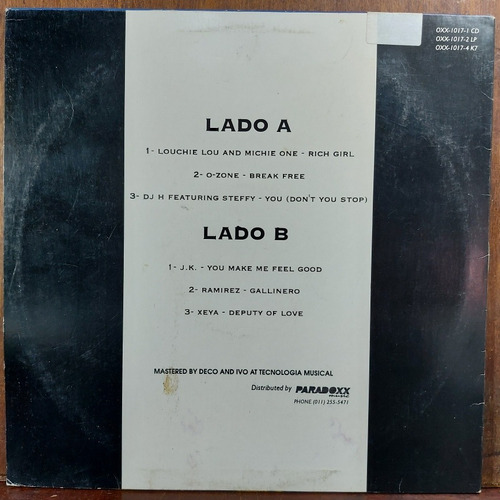 OXX-1017-1 CD
OXX-1017-2 LP
OXX-1017-4 K7
LADO A
1- LOUCHIE LOU AND MICHIE ONE - RICH GIRL
2- O-ZONE - BREAK FREE
3- DJ H FEATURING STEFFY - YOU (DON'T YOU STOP)
LADO B
1- J.K. - YOU MAKE ME FEEL GOOD
2- RAMIREZ - GALLINERO
3- XEYA - DEPUTY OF LOVE
MASTERED BY DECO AND IVO AT TECNOLOGIA MUSICAL
Distributed by PARADOXX
PHONE (011) 255-5471